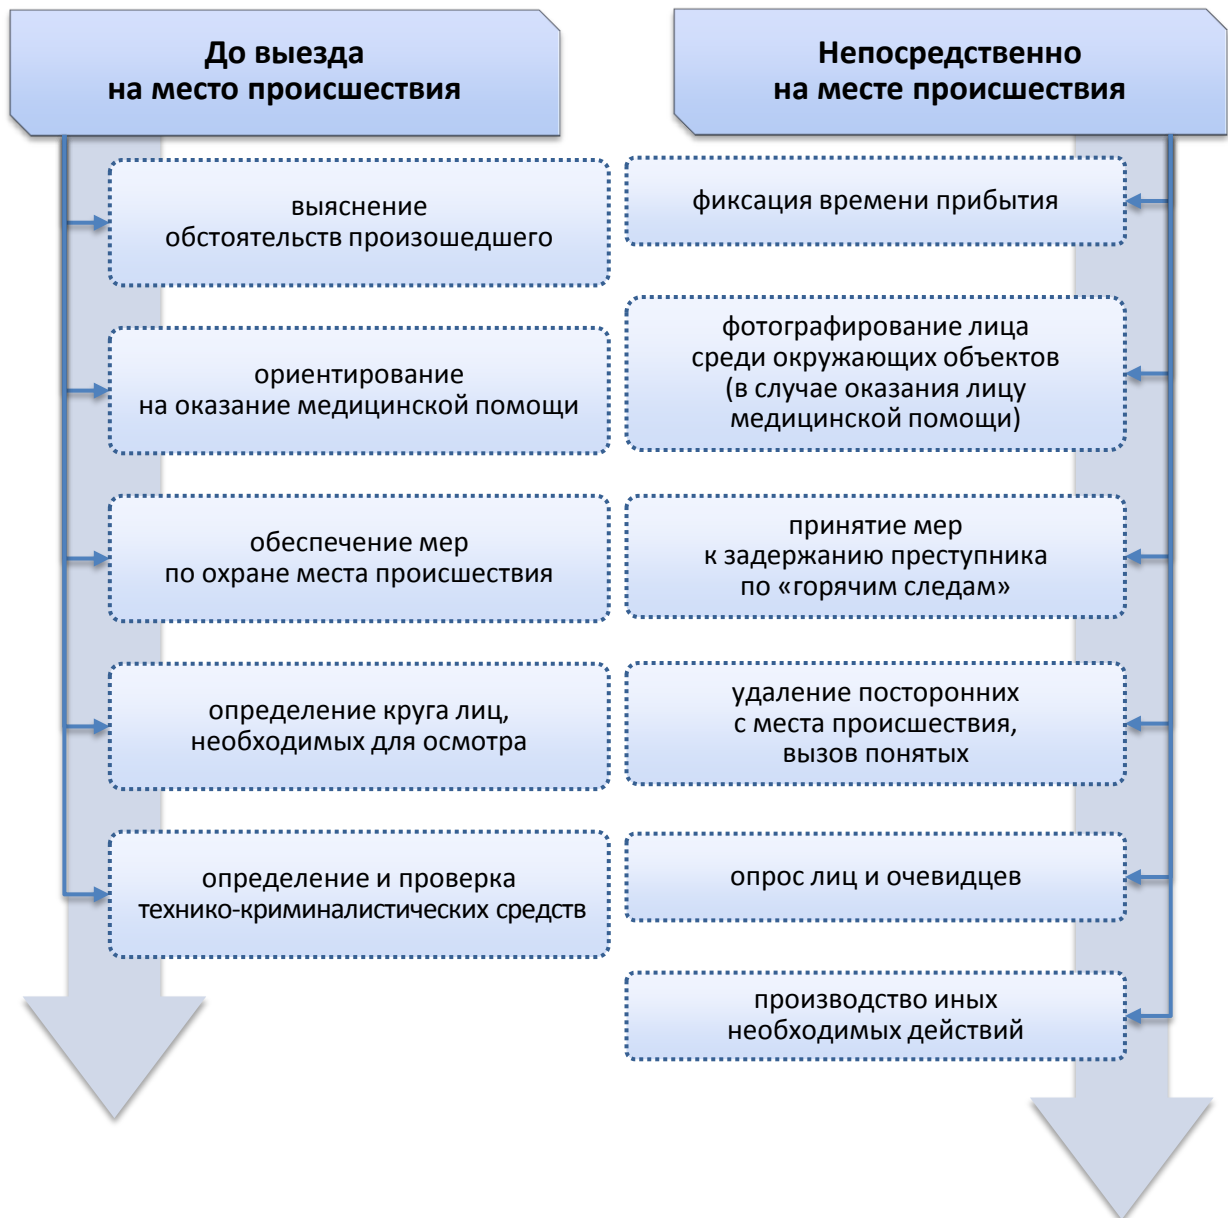 До выезда
на место происшествия
выяснение
обстоятельств произошедшего
ориентирование
на оказание медицинской помощи
обеспечение мер
по охране места происшествия
определение круга лиц,
необходимых для осмотра
определение и проверка
технико-криминалистических средств
Непосредственно
на месте происшествия
фиксация времени прибытия
фотографирование лица
среди окружающих объектов
(в случае оказания лицу
медицинской помощи)
принятие мер
к задержанию преступника
по «горячим следам»
удаление посторонних
с места происшествия,
вызов понятых
опрос лиц и очевидцев
производство иных
необходимых действий